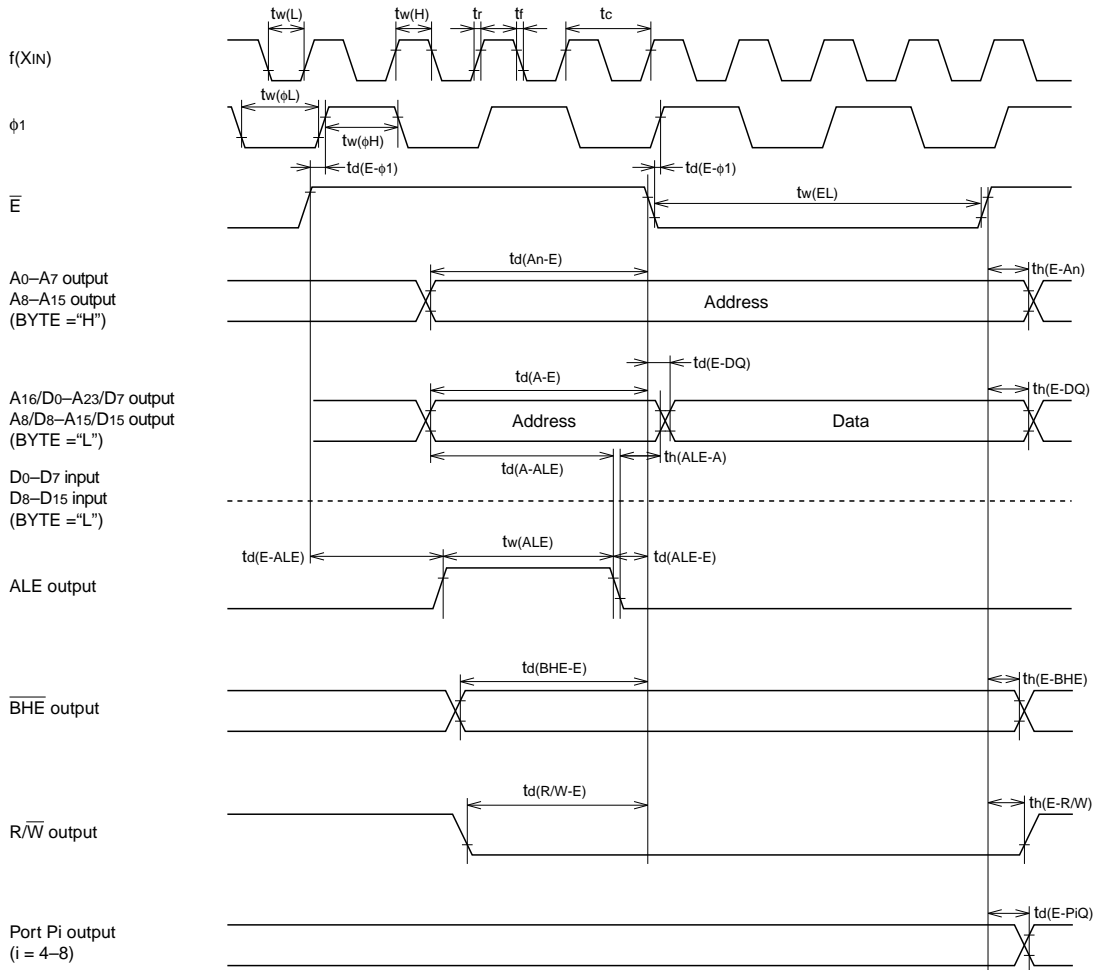 tw(L) tw(H) tr tf tc
f(XIN)
tw(ϕL)
ϕ1
tw(ϕH)
td(E-ϕ1) td(E-ϕ1)
E
tw(EL)
A0–A7 output
A8–A15 output
(BYTE ="H")
td(An-E) th(E-An)
Address
td(E-DQ)
A16/D0–A23/D7 output
A8/D8–A15/D15 output
(BYTE ="L")
td(A-E) th(E-DQ)
Address Data
td(A-ALE) th(ALE-A)
D0–D7 input
D8–D15 input
(BYTE ="L")
td(E-ALE) tw(ALE) td(ALE-E)
ALE output
td(BHE-E) th(E-BHE)
BHE output
td(R/W-E) th(E-R/W)
R/W output
td(E-PiQ)
Port Pi output
(i = 4–8)